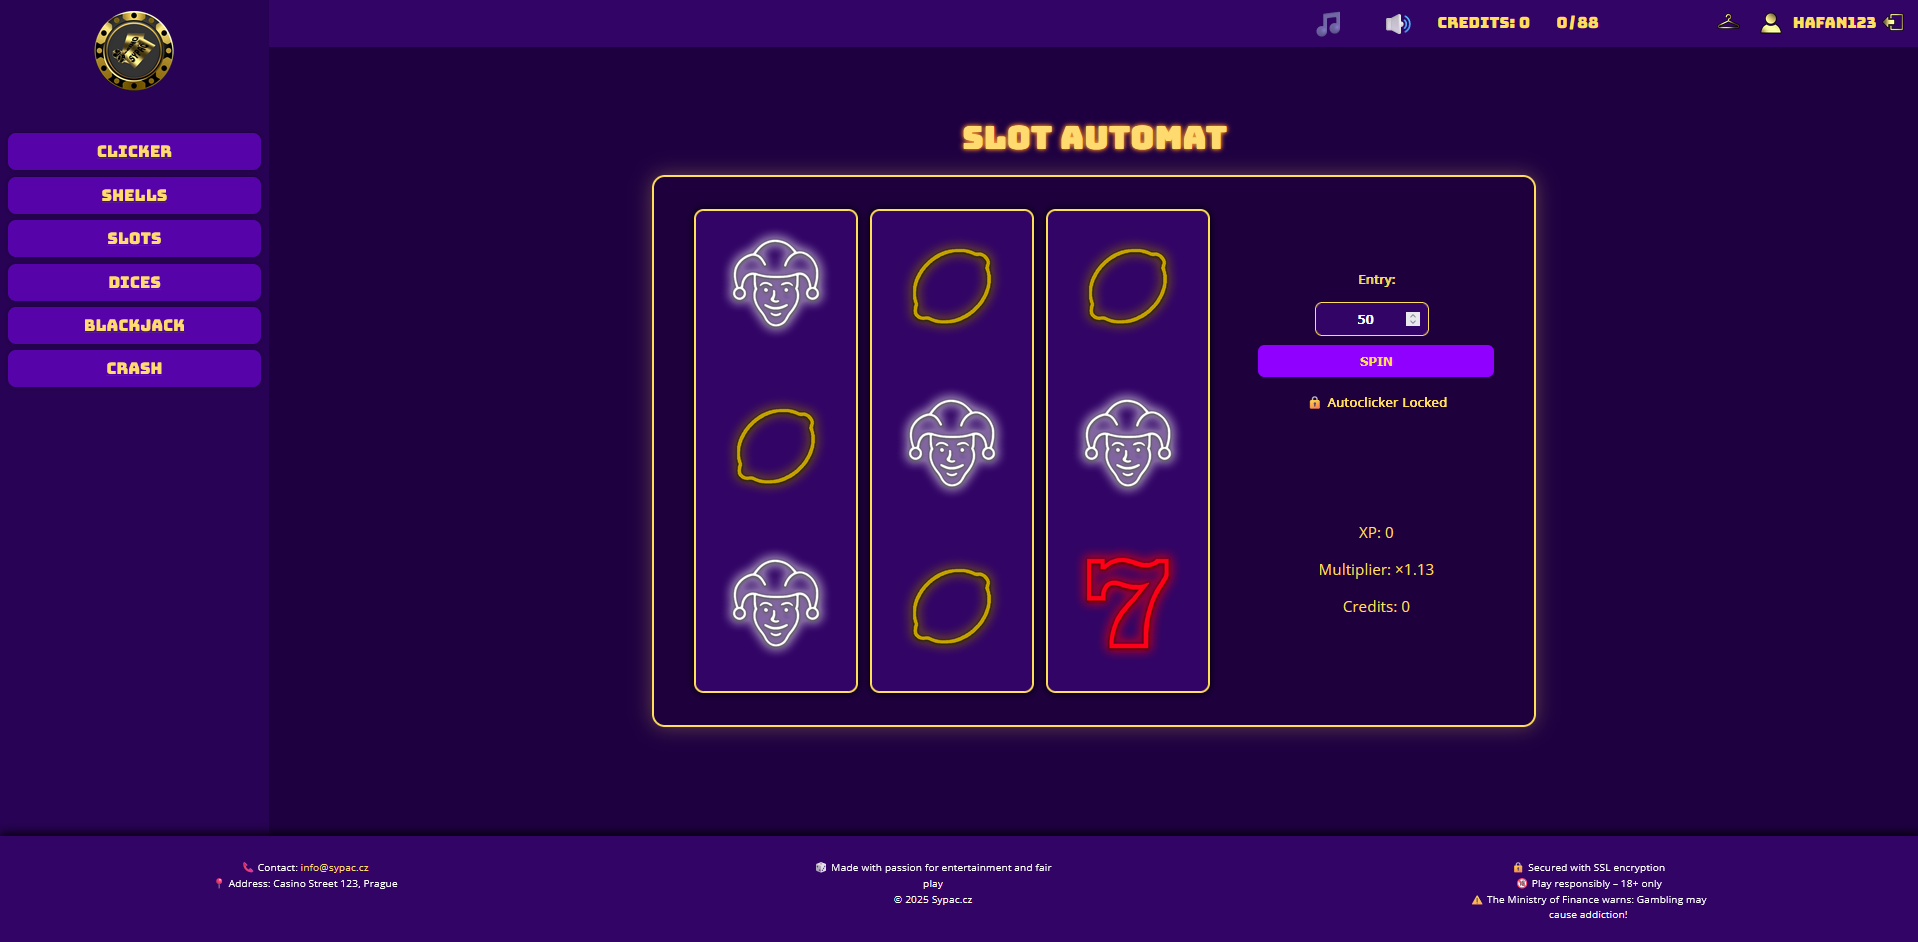 CREDITS: 0
0/88
HAFAN123
CLICKER
SHELLS
SLOTS
DICES
BLACKJACK
CRASH
SLOT AUTOMAT
7
Entry:
50
SPIN
🔒 Autoclicker Locked
XP: 0
Multiplier: ×1.13
Credits: 0
📞 Contact: info@sypac.cz
📍 Address: Casino Street 123, Prague
🎲 Made with passion for entertainment and fair
play
© 2025 Sypac.cz
🔒 Secured with SSL encryption
🔞 Play responsibly – 18+ only
⚠️ The Ministry of Finance warns: Gambling may
cause addiction!